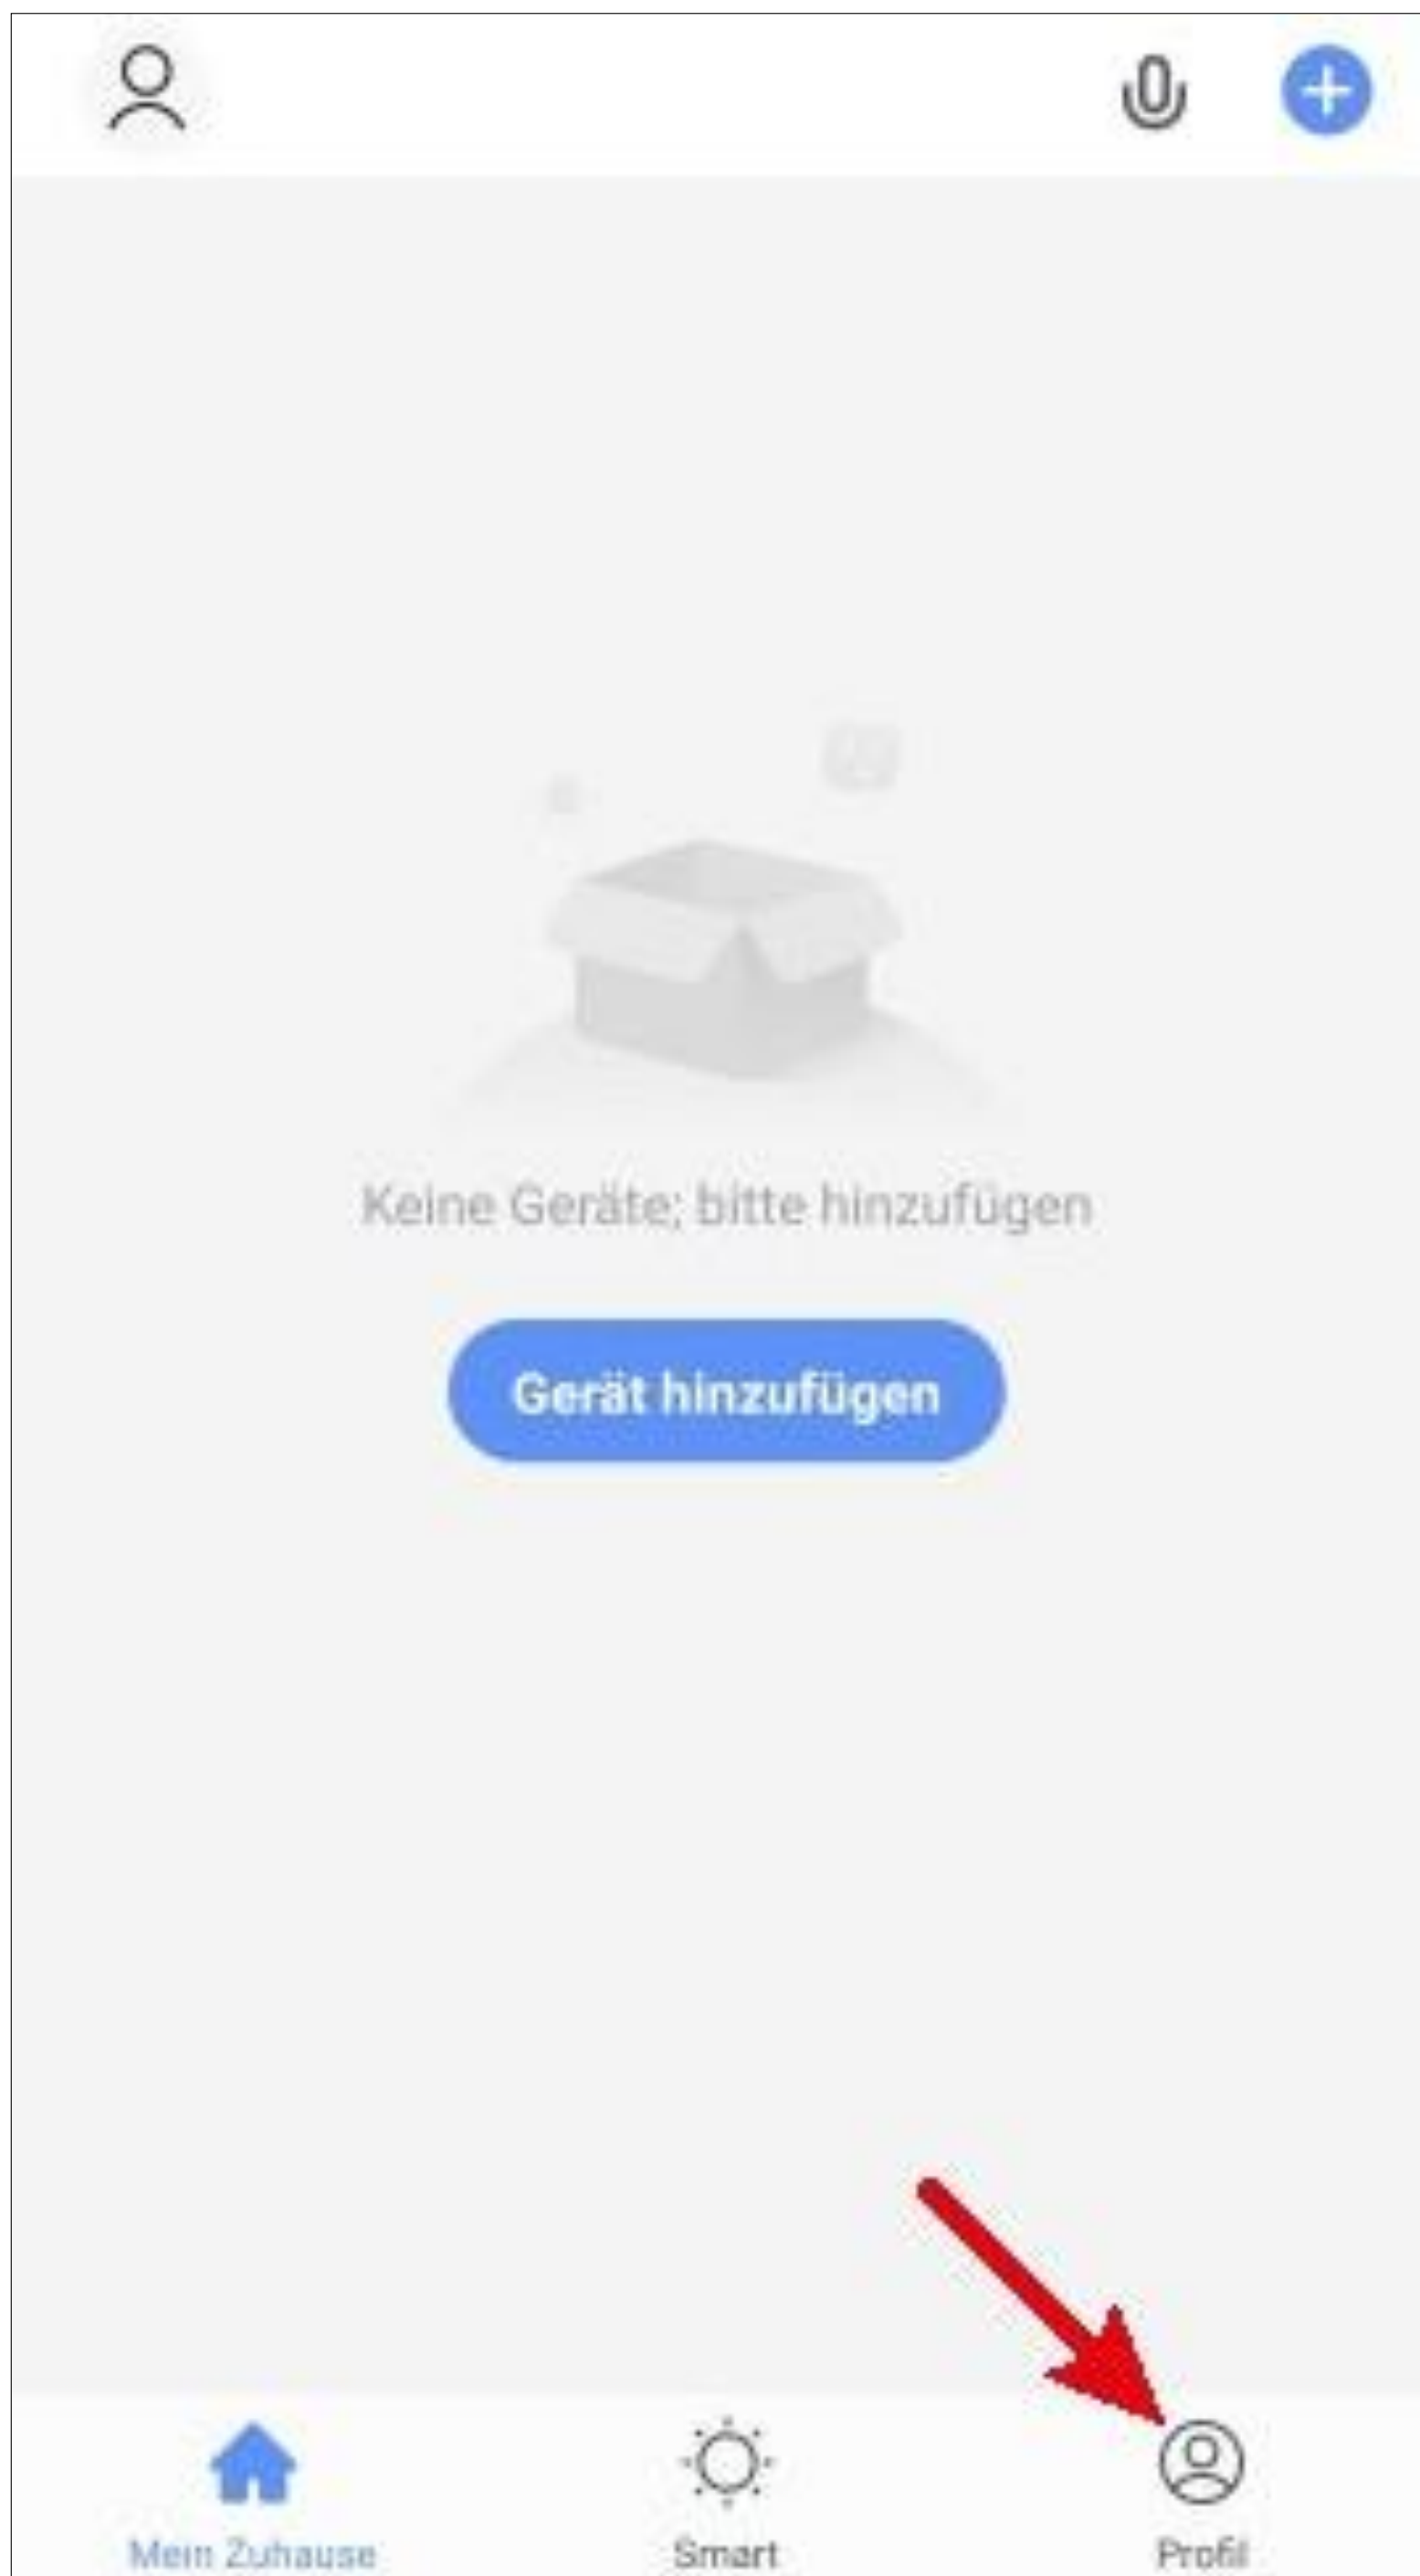 Keine Geräte; bitte hinzufügen
Gerät hinzufügen
Mein Zuhause
Smart
Profil